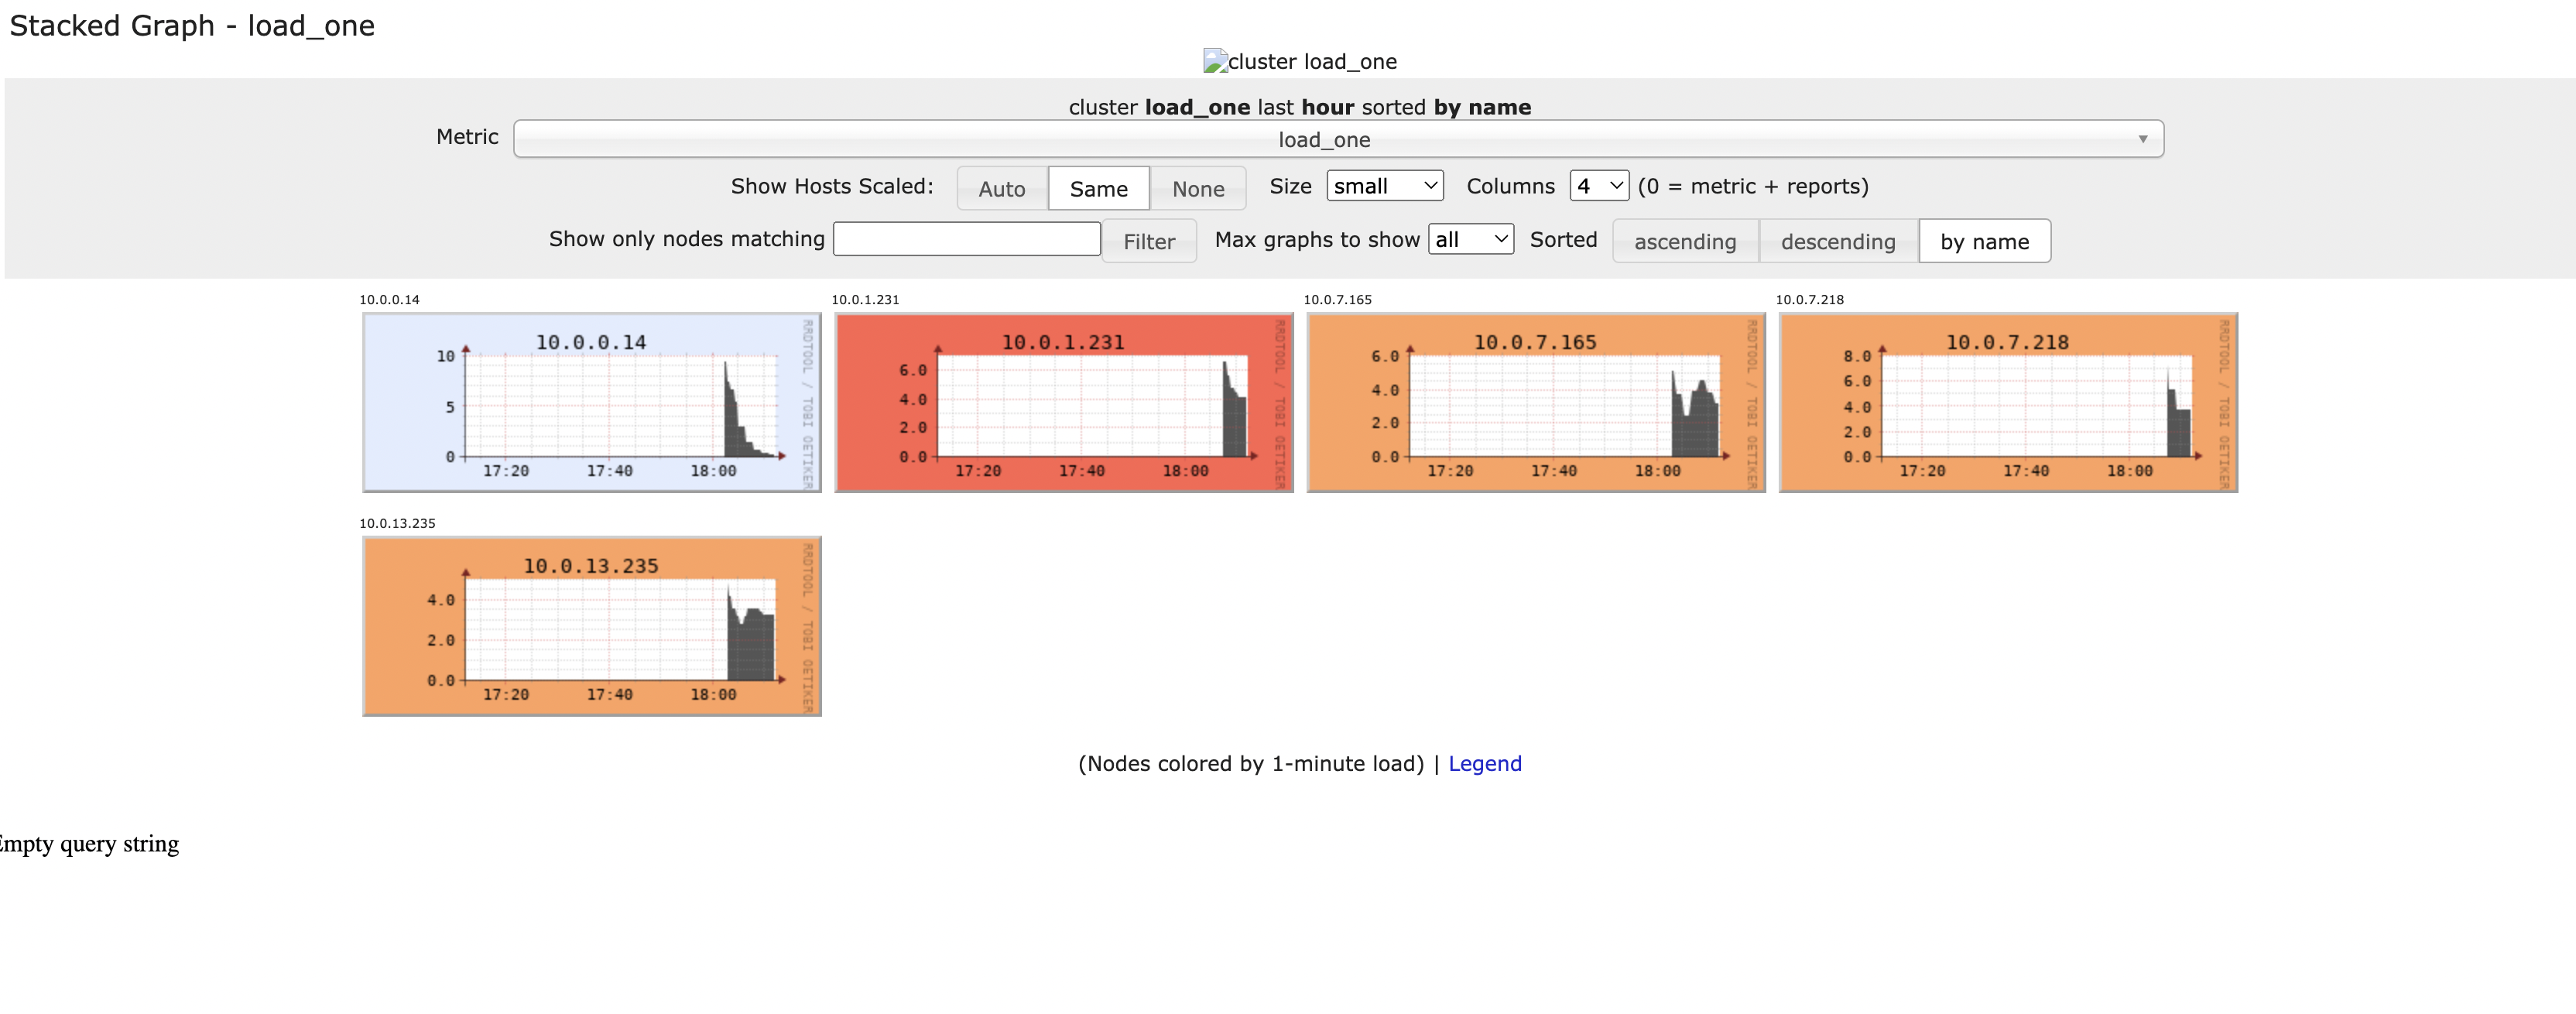 Stacked Graph - load_one
cluster load_one
cluster load_one last hour sorted by name
Metric load_one
Show Hosts Scaled: Auto Same None Size small Columns 4 (0 = metric + reports)
Show only nodes matching Filter Max graphs to show all Sorted ascending descending by name
10.0.0.14 10.0.1.231 10.0.7.165 10.0.7.218
10.0.0.14
10
5
0
17:20 17:40 18:00
RRDTOOL / TOBI OETIKER
10.0.1.231
6.0
4.0
2.0
0.0
17:20 17:40 18:00
RRDTOOL / TOBI OETIKER
10.0.7.165
6.0
4.0
2.0
0.0
17:20 17:40 18:00
RRDTOOL / TOBI OETIKER
10.0.7.218
8.0
6.0
4.0
2.0
0.0
17:20 17:40 18:00
RRDTOOL / TOBI OETIKER
10.0.13.235
10.0.13.235
4.0
2.0
0.0
17:20 17:40 18:00
RRDTOOL / TOBI OETIKER
(Nodes colored by 1-minute load) | Legend
Empty query string